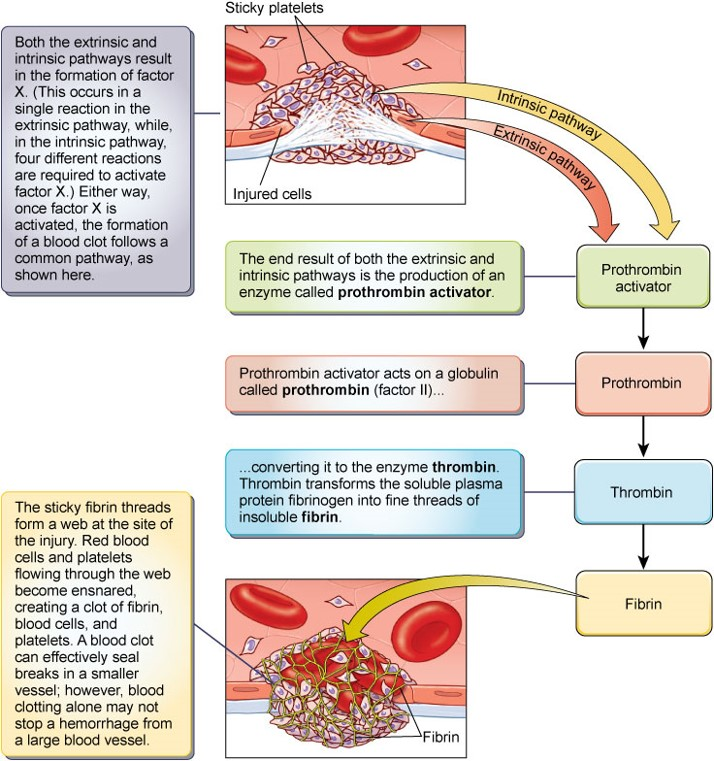 Sticky platelets
Both the extrinsic and
intrinsic pathways result
in the formation of factor
X. (This occurs in a
single reaction in the
extrinsic pathway, while,
in the intrinsic pathway,
four different reactions
are required to activate
factor X.) Either way,
once factor X is
activated, the formation
of a blood clot follows a
common pathway, as
shown here.
Intrinsic pathway
Extrinsic pathway
Injured cells
The end result of both the extrinsic and
intrinsic pathways is the production of an
enzyme called prothrombin activator.
Prothrombin
activator
Prothrombin activator acts on a globulin
called prothrombin (factor II)...
Prothrombin
...converting it to the enzyme thrombin.
Thrombin transforms the soluble plasma
protein fibrinogen into fine threads of
insoluble fibrin.
Thrombin
The sticky fibrin threads
form a web at the site of
the injury. Red blood
cells and platelets
flowing through the web
become ensnared,
creating a clot of fibrin,
blood cells, and
platelets. A blood clot
can effectively seal
breaks in a smaller
vessel; however, blood
clotting alone may not
stop a hemorrhage from
a large blood vessel.
Fibrin
Fibrin